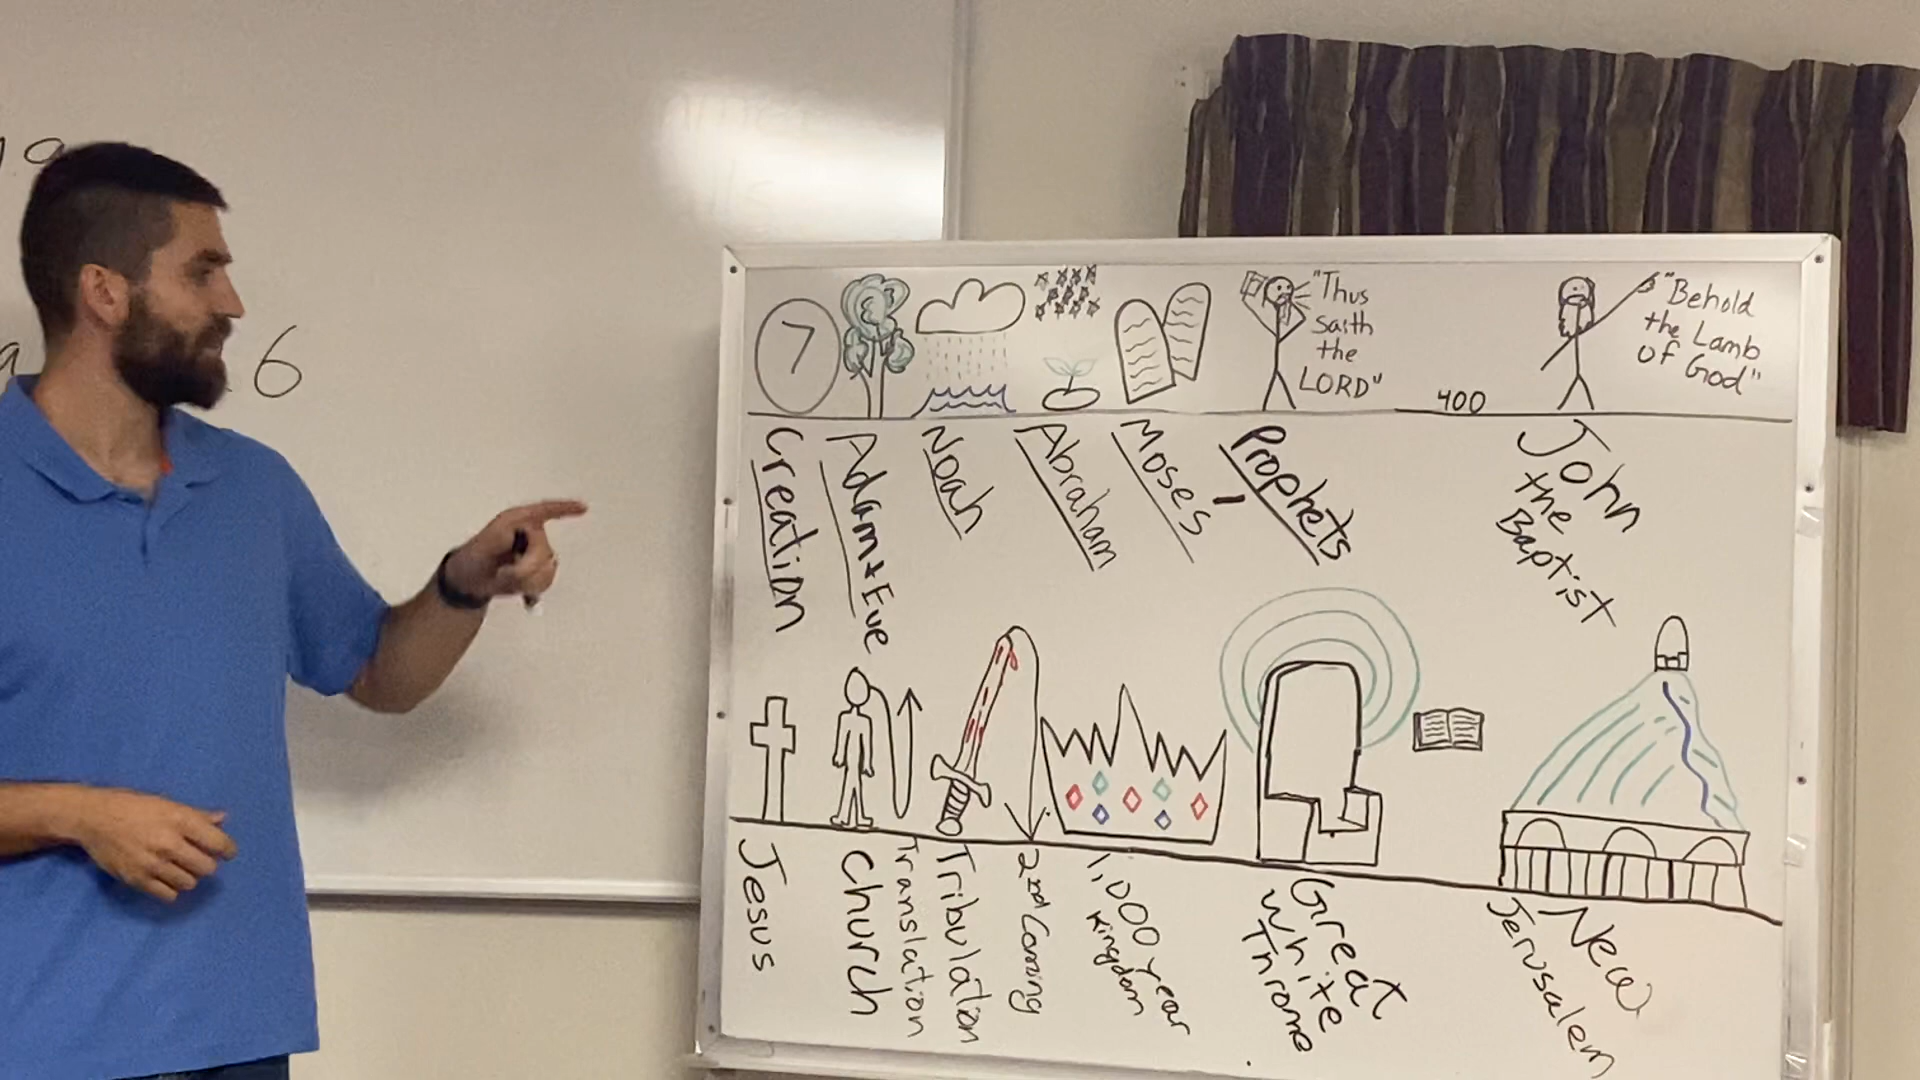 6
7
"Thus
saith
the
LORD"
400
"Behold
the Lamb
of God"
Creation
Adam + Eve
Noah
Abraham
Moses
Prophets
John
the
Baptist
Jesus
Church
Translation
Tribulation
2nd Coming
1,000 year
Kingdom
Great
White
Throne
New
Jerusalem